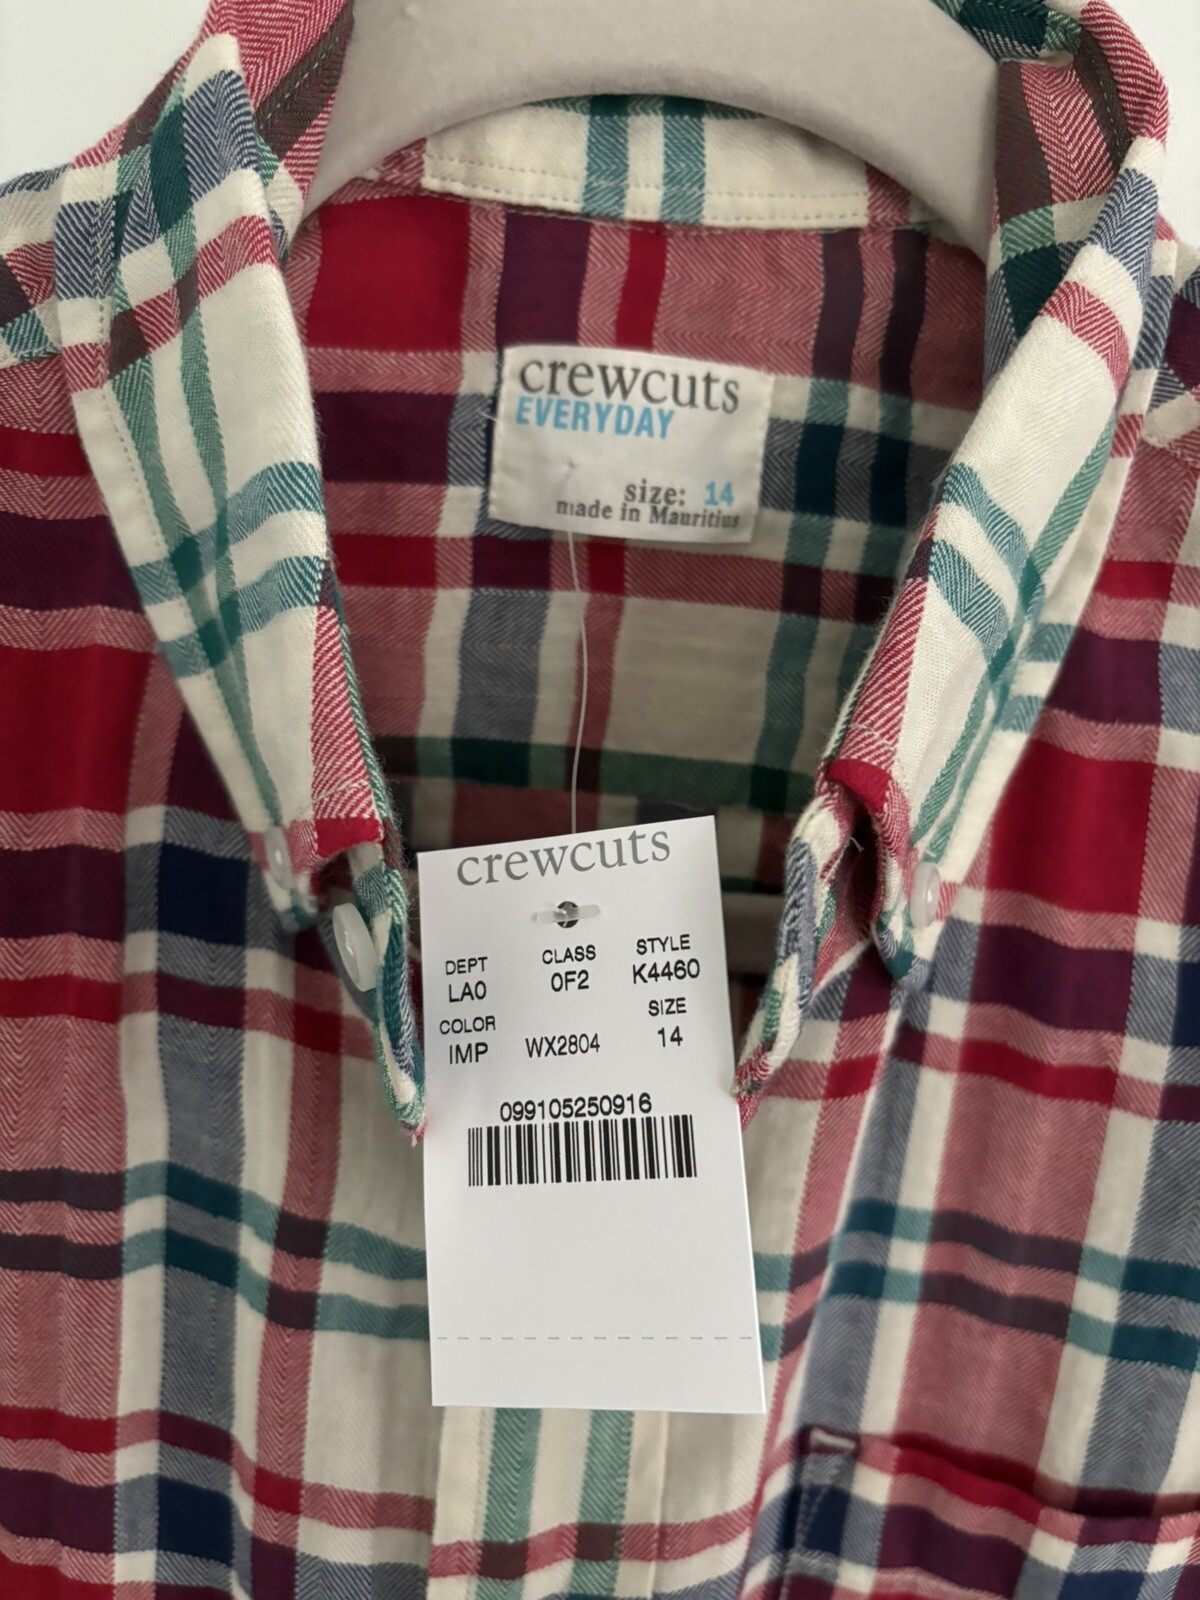 crewcuts
EVERYDAY
size: 14
made in Mauritius
crewcuts
DEPT CLASS STYLE
LA0 0F2 K4460
COLOR SIZE
IMP WX2804 14
099105250916